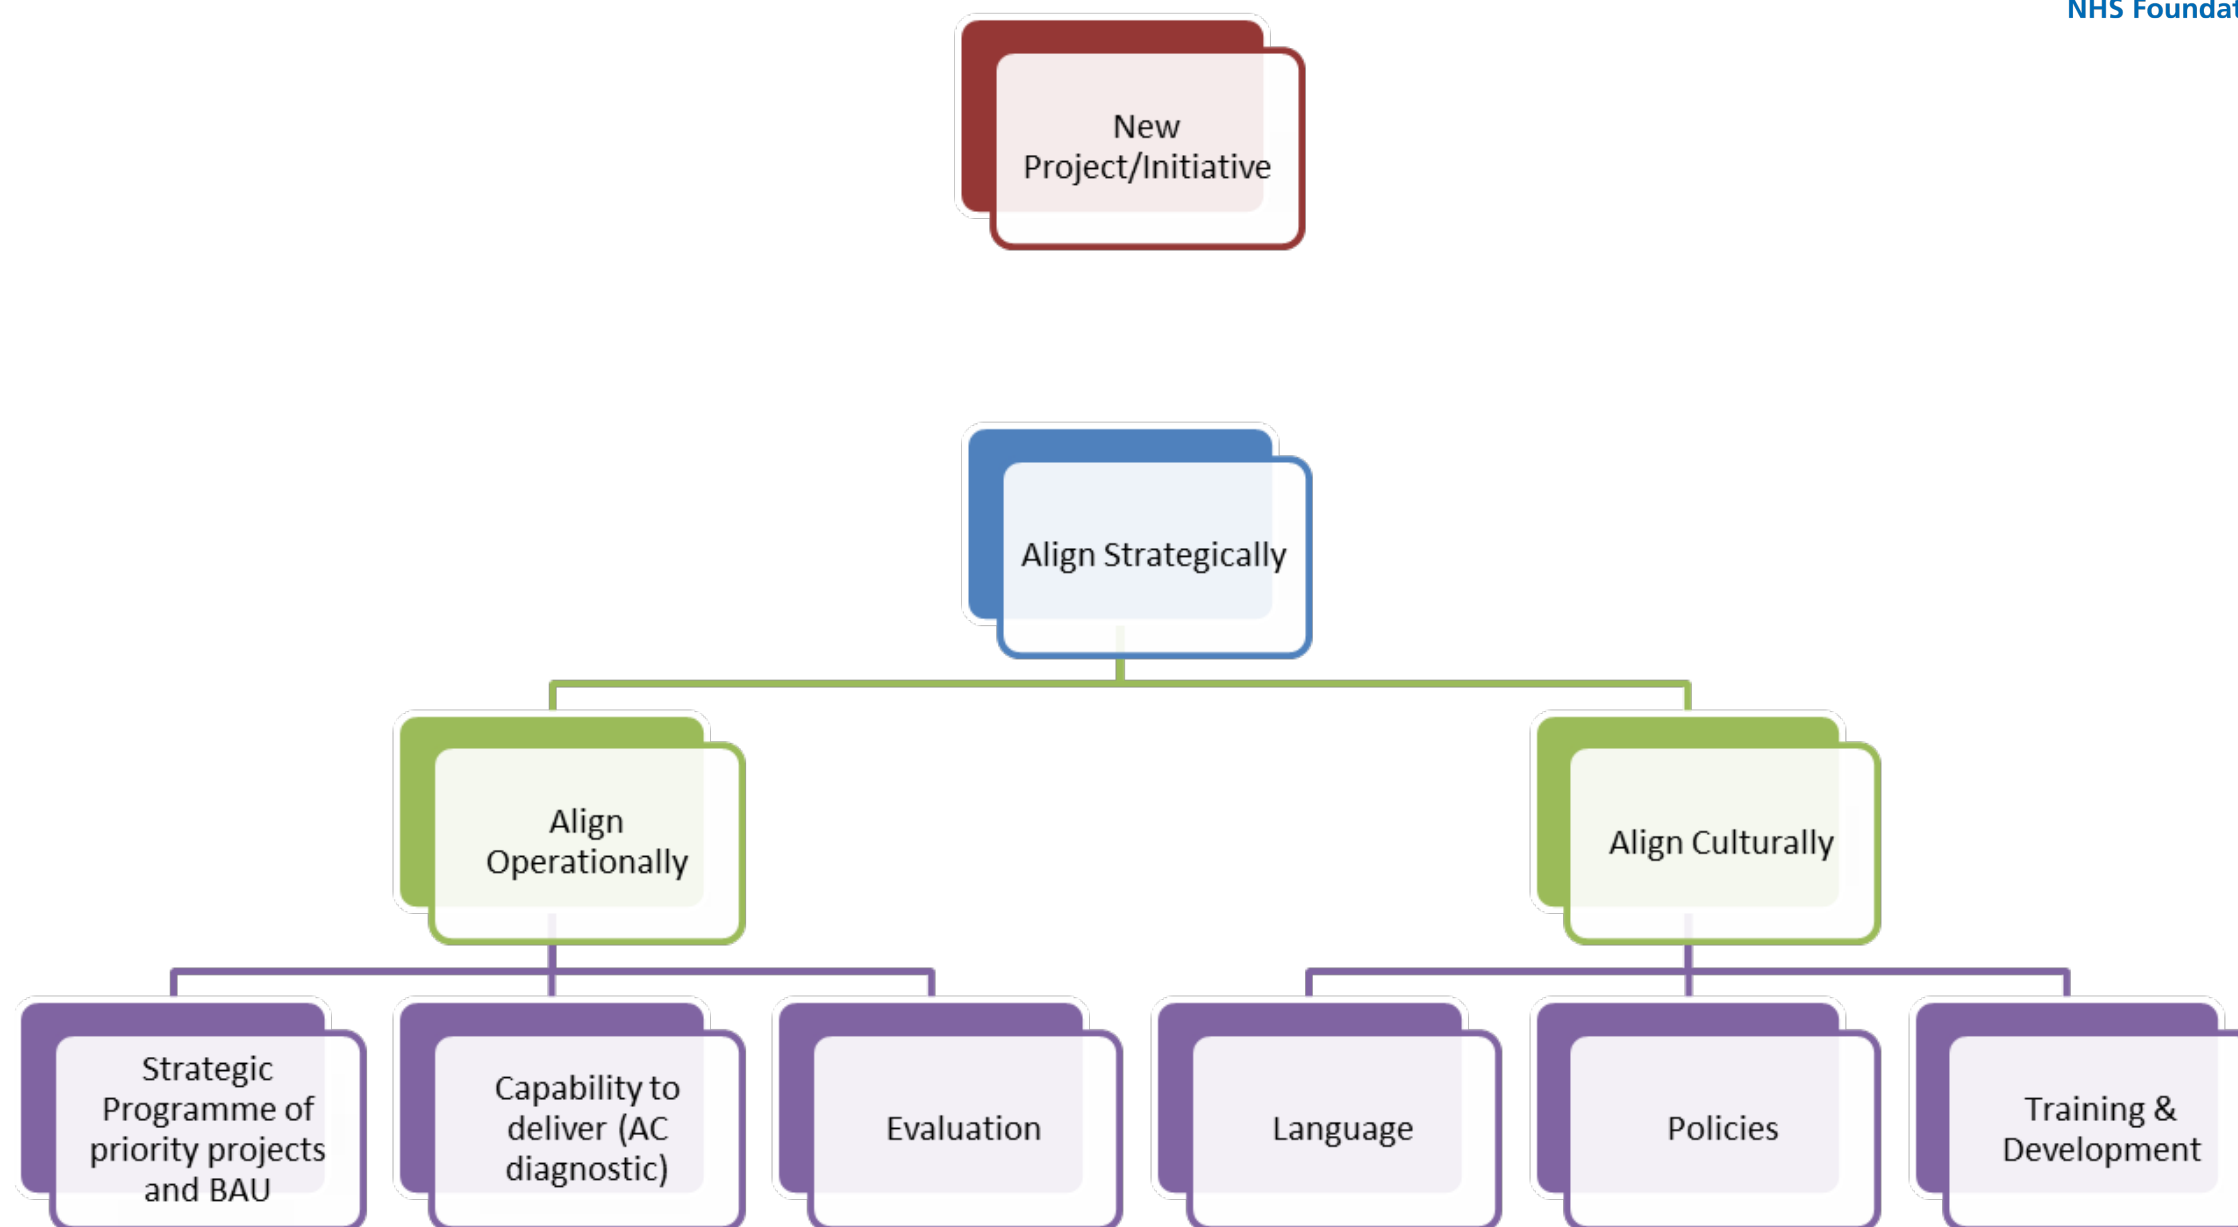 NHS Foundat
New
Project/Initiative
Align Strategically
Align
Operationally
Align Culturally
Strategic
Programme of
priority projects
and BAU
Capability to
deliver (AC
diagnostic)
Evaluation
Language
Policies
Training &
Development